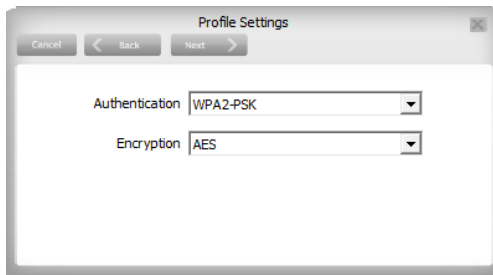 Profile Settings
Cancel Back Next
Authentication WPA2-PSK
Encryption AES